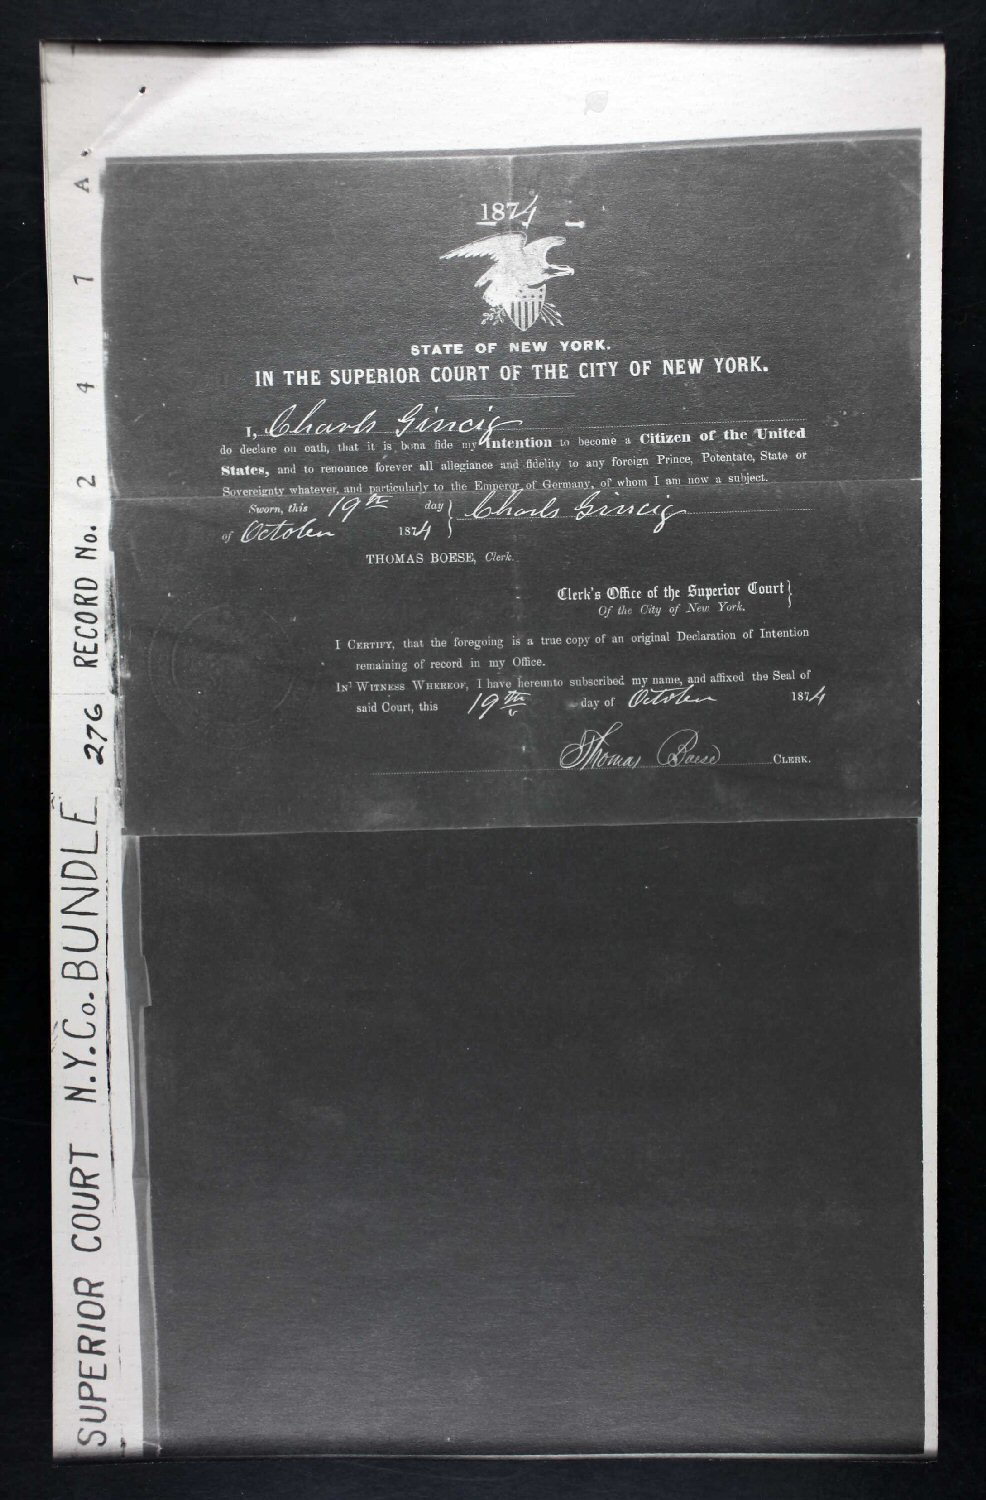 1874
STATE OF NEW YORK.
IN THE SUPERIOR COURT OF THE CITY OF NEW YORK.
I, Charls Gincig
do declare on oath, that it is bona fide my Intention to become a Citizen of the United
States, and to renounce forever all allegiance and fidelity to any foreign Prince, Potentate, State or
Sovereignty whatever, and particularly to the Emperor of Germany, of whom I am now a subject.
Sworn, this 19th day } Charls Gincig
of October 1874
THOMAS BOESE, Clerk.
Clerk's Office of the Superior Court }
Of the City of New York.
I CERTIFY, that the foregoing is a true copy of an original Declaration of Intention
remaining of record in my Office.
IN WITNESS WHEREOF, I have hereunto subscribed my name, and affixed the Seal of
said Court, this 19th day of October 1874
Thomas Boese CLERK.
SUPERIOR COURT N.Y.Co. BUNDLE 276 RECORD No. 2 4 7 A